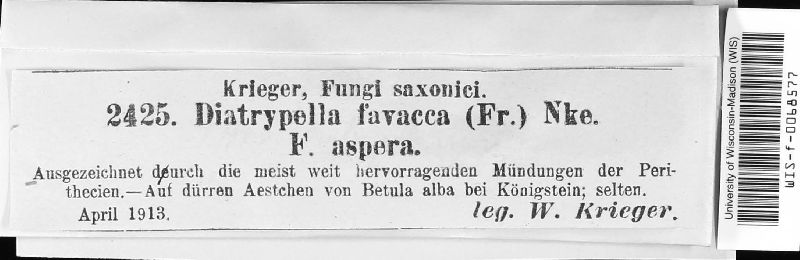 Krieger, Fungi saxonici.
2425. Diatrypella favacca (Fr.) Nke.
F. aspera.
Ausgezeichnet durch die meist weit hervorragenden Mündungen der Peri-
thecien.—Auf dürren Aestchen von Betula alba bei Königstein; selten.
April 1913.
leg. W. Krieger.
University of Wisconsin-Madison (WIS)
WIS-f-0068577